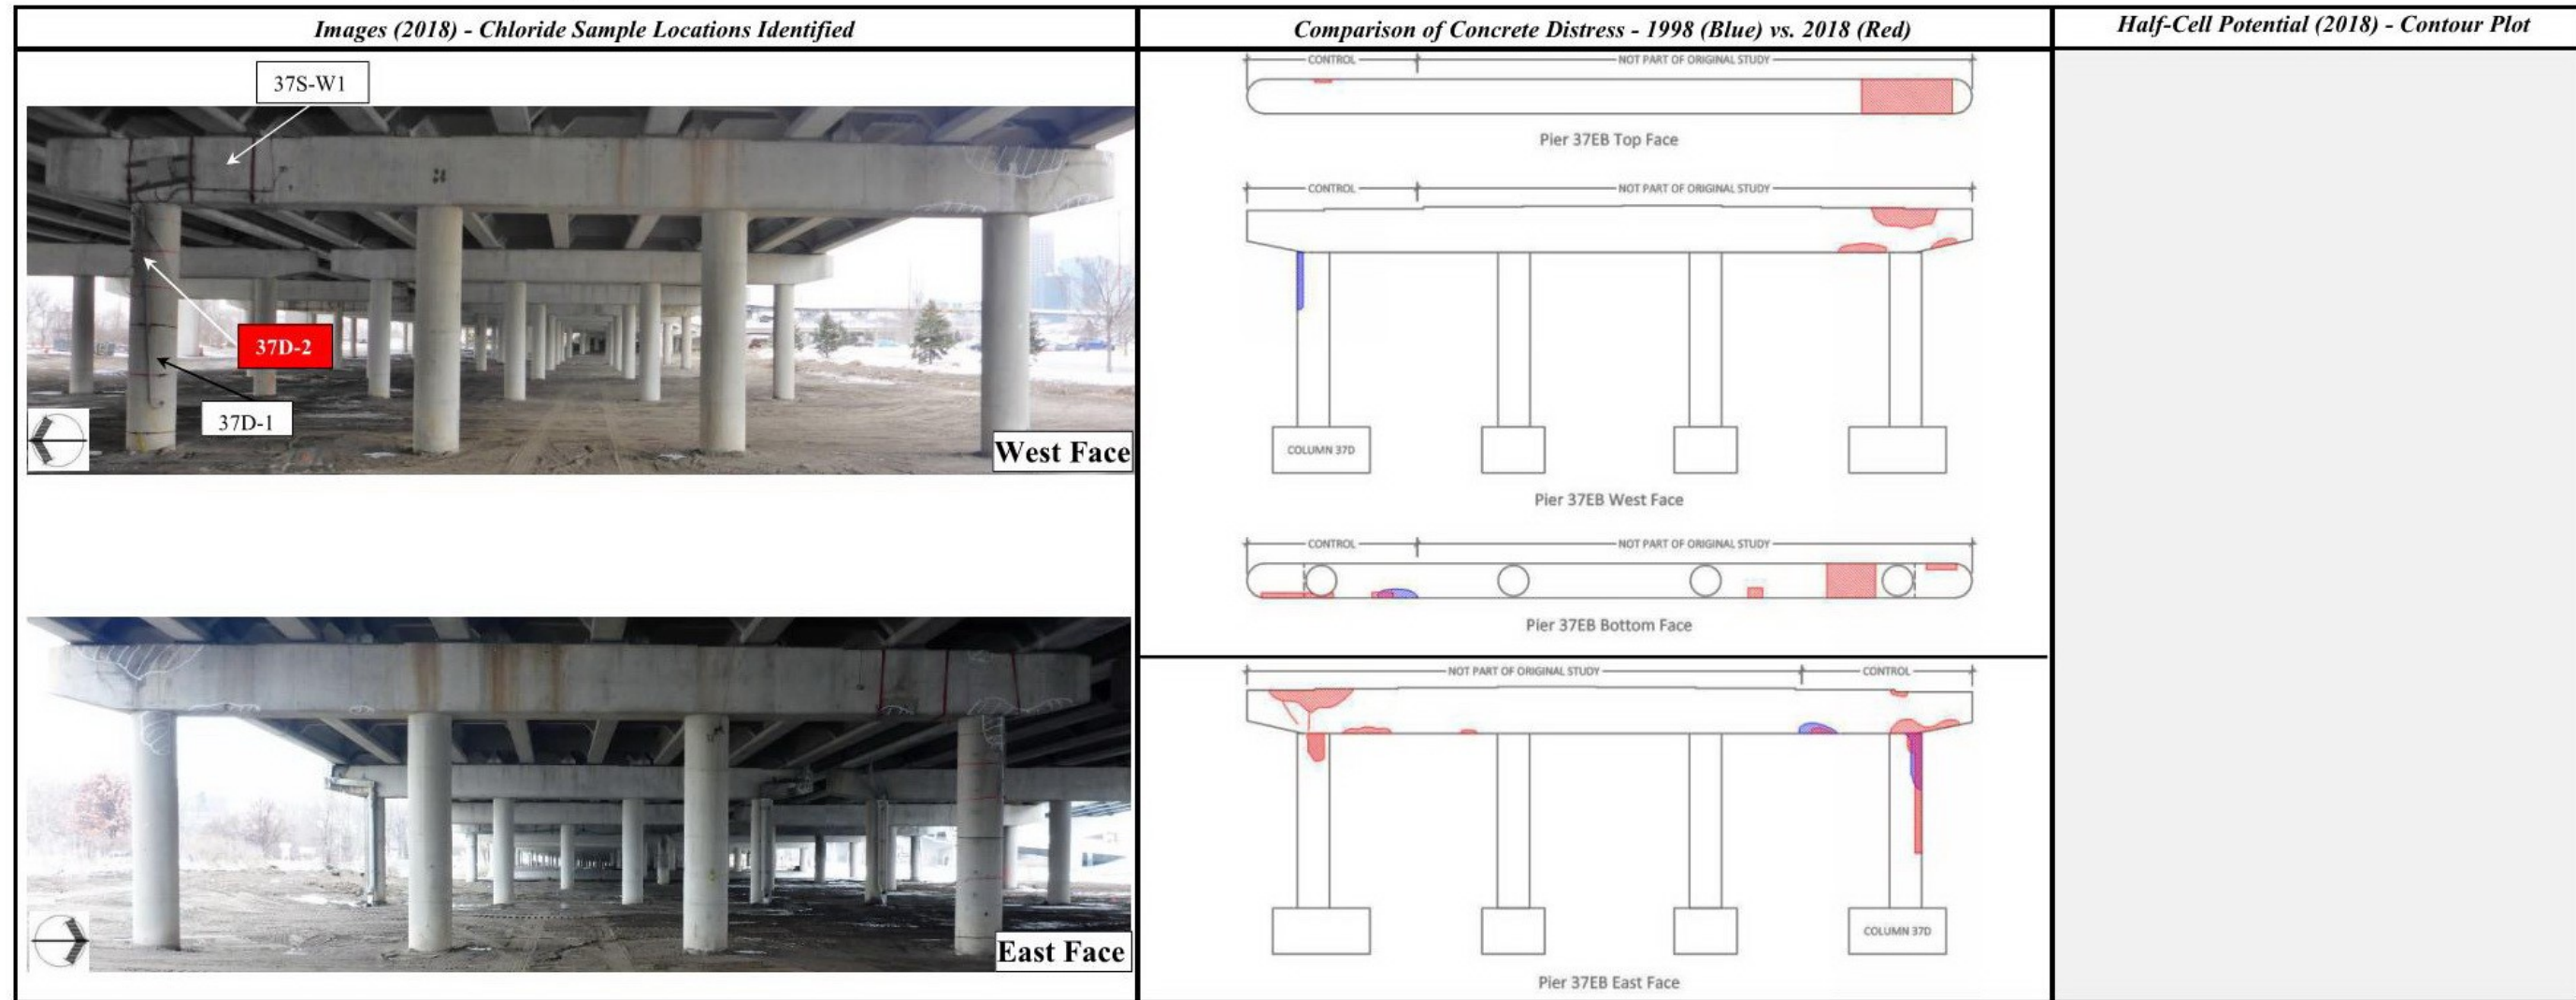 Images (2018) - Chloride Sample Locations Identified
Comparison of Concrete Distress - 1998 (Blue) vs. 2018 (Red)
Half-Cell Potential (2018) - Contour Plot
37S-W1
37D-2
37D-1
West Face
East Face
CONTROL
NOT PART OF ORIGINAL STUDY
Pier 37EB Top Face
CONTROL
NOT PART OF ORIGINAL STUDY
COLUMN 37D
Pier 37EB West Face
CONTROL
NOT PART OF ORIGINAL STUDY
Pier 37EB Bottom Face
NOT PART OF ORIGINAL STUDY
CONTROL
COLUMN 37D
Pier 37EB East Face